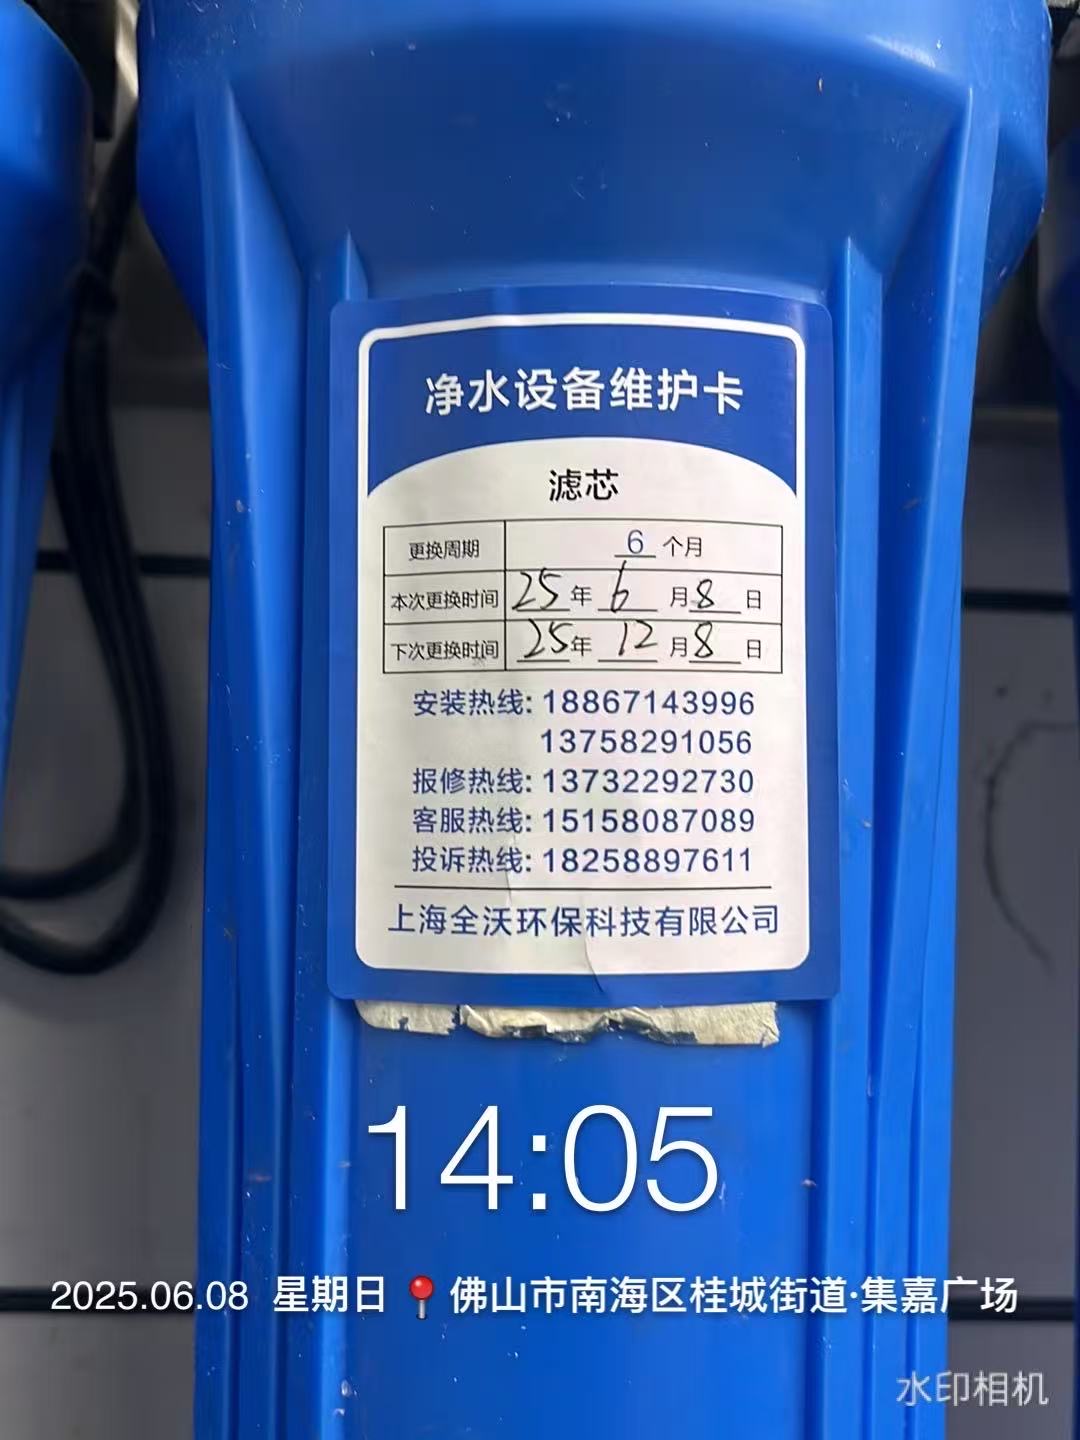 净水设备维护卡
滤芯
更换周期 6 个月
本次更换时间 25年 6 月 8 日
下次更换时间 25年 12 月 8 日
安装热线: 18867143996
13758291056
报修热线: 13732292730
客服热线: 15158087089
投诉热线: 18258897611
上海全沃环保科技有限公司
14:05
2025.06.08 星期日 📍佛山市南海区桂城街道·集嘉广场
水印相机